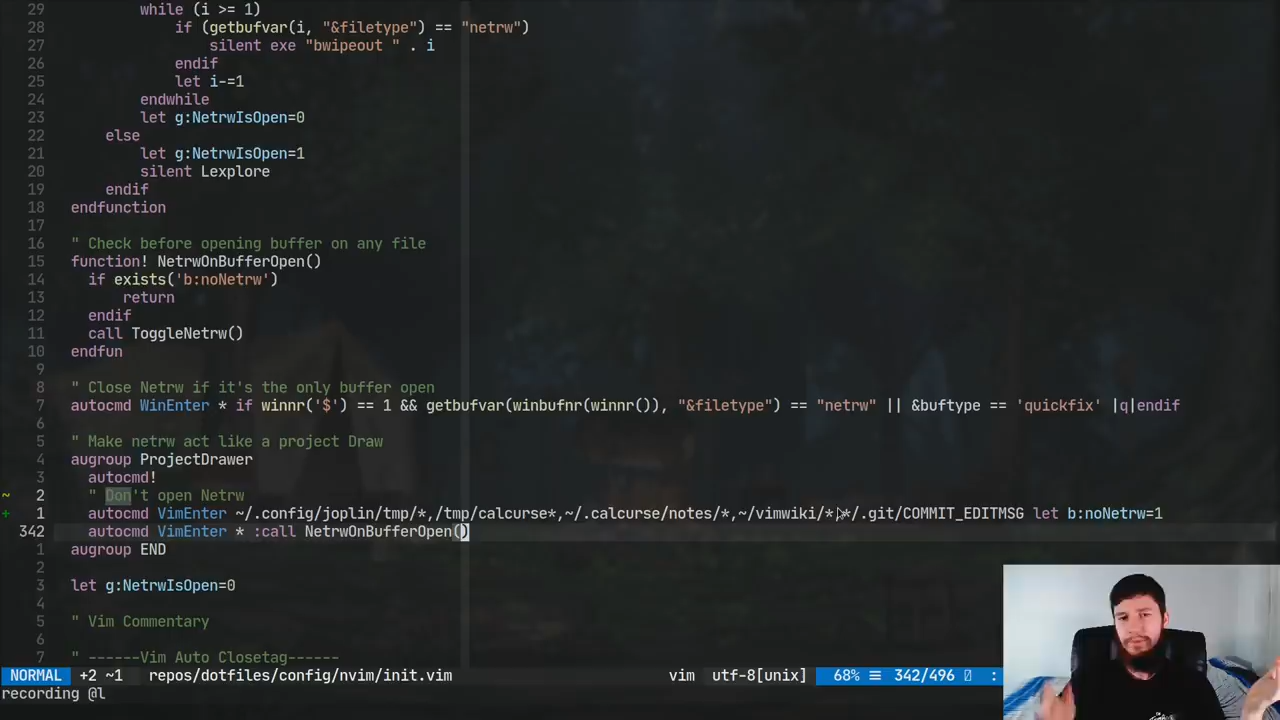 29 while (i >= 1)
28 if (getbufvar(i, "&filetype") == "netrw")
27 silent exe "bwipeout " . i
26 endif
25 let i-=1
24 endwhile
23 let g:NetrwIsOpen=0
22 else
21 let g:NetrwIsOpen=1
20 silent Lexplore
19 endif
18 endfunction
17
16 " Check before opening buffer on any file
15 function! NetrwOnBufferOpen()
14 if exists('b:noNetrw')
13 return
12 endif
11 call ToggleNetrw()
10 endfun
9
8 " Close Netrw if it's the only buffer open
7 autocmd WinEnter * if winnr('$') == 1 && getbufvar(winbufnr(winnr()), "&filetype") == "netrw" || &buftype == 'quickfix' |q|endif
6
5 " Make netrw act like a project Draw
4 augroup ProjectDrawer
3 autocmd!
~ 2 " Don't open Netrw
+ 1 autocmd VimEnter ~/.config/joplin/tmp/*,/tmp/calcurse*,~/.calcurse/notes/*,~/vimwiki/*,*/.git/COMMIT_EDITMSG let b:noNetrw=1
342 autocmd VimEnter * :call NetrwOnBufferOpen()
1 augroup END
2
3 let g:NetrwIsOpen=0
4
5 " Vim Commentary
6
7 " ------Vim Auto Closetag------
NORMAL +2 ~1 repos/dotfiles/config/nvim/init.vim vim utf-8[unix] 68% ≡ 342/496 :
recording @l